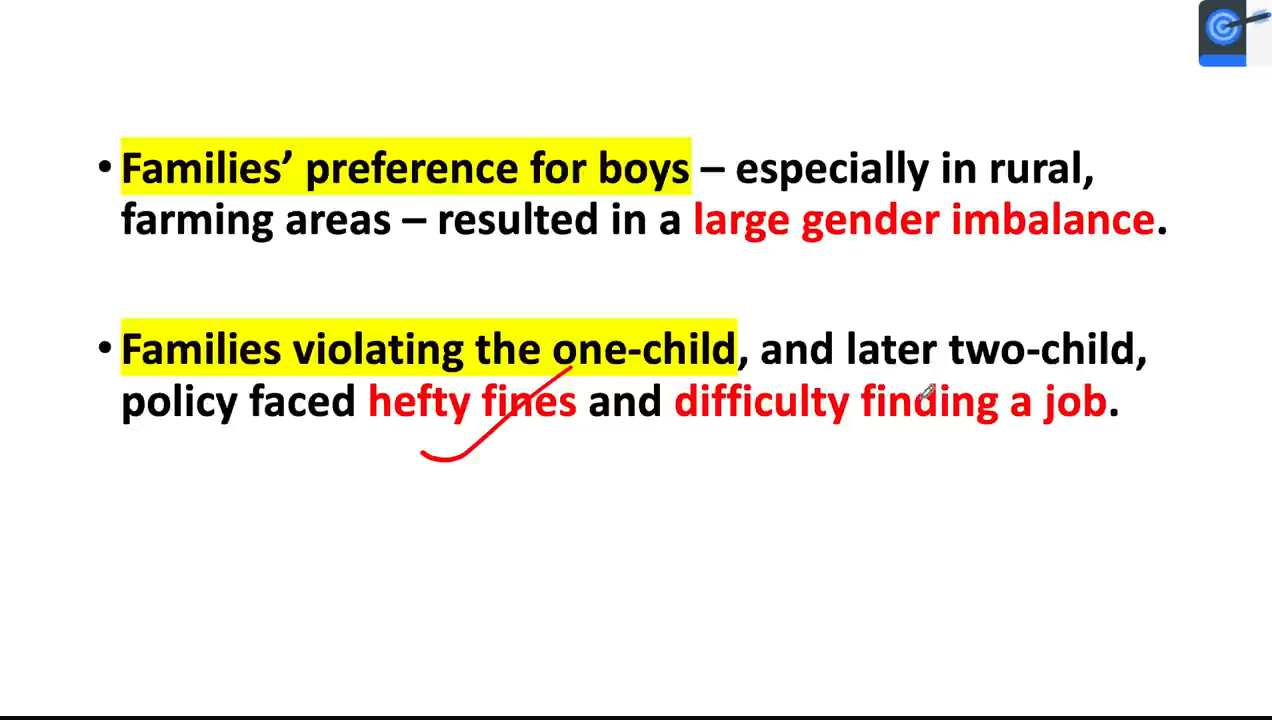 • Families’ preference for boys – especially in rural,
farming areas – resulted in a large gender imbalance.
• Families violating the one-child, and later two-child,
policy faced hefty fines and difficulty finding a job.